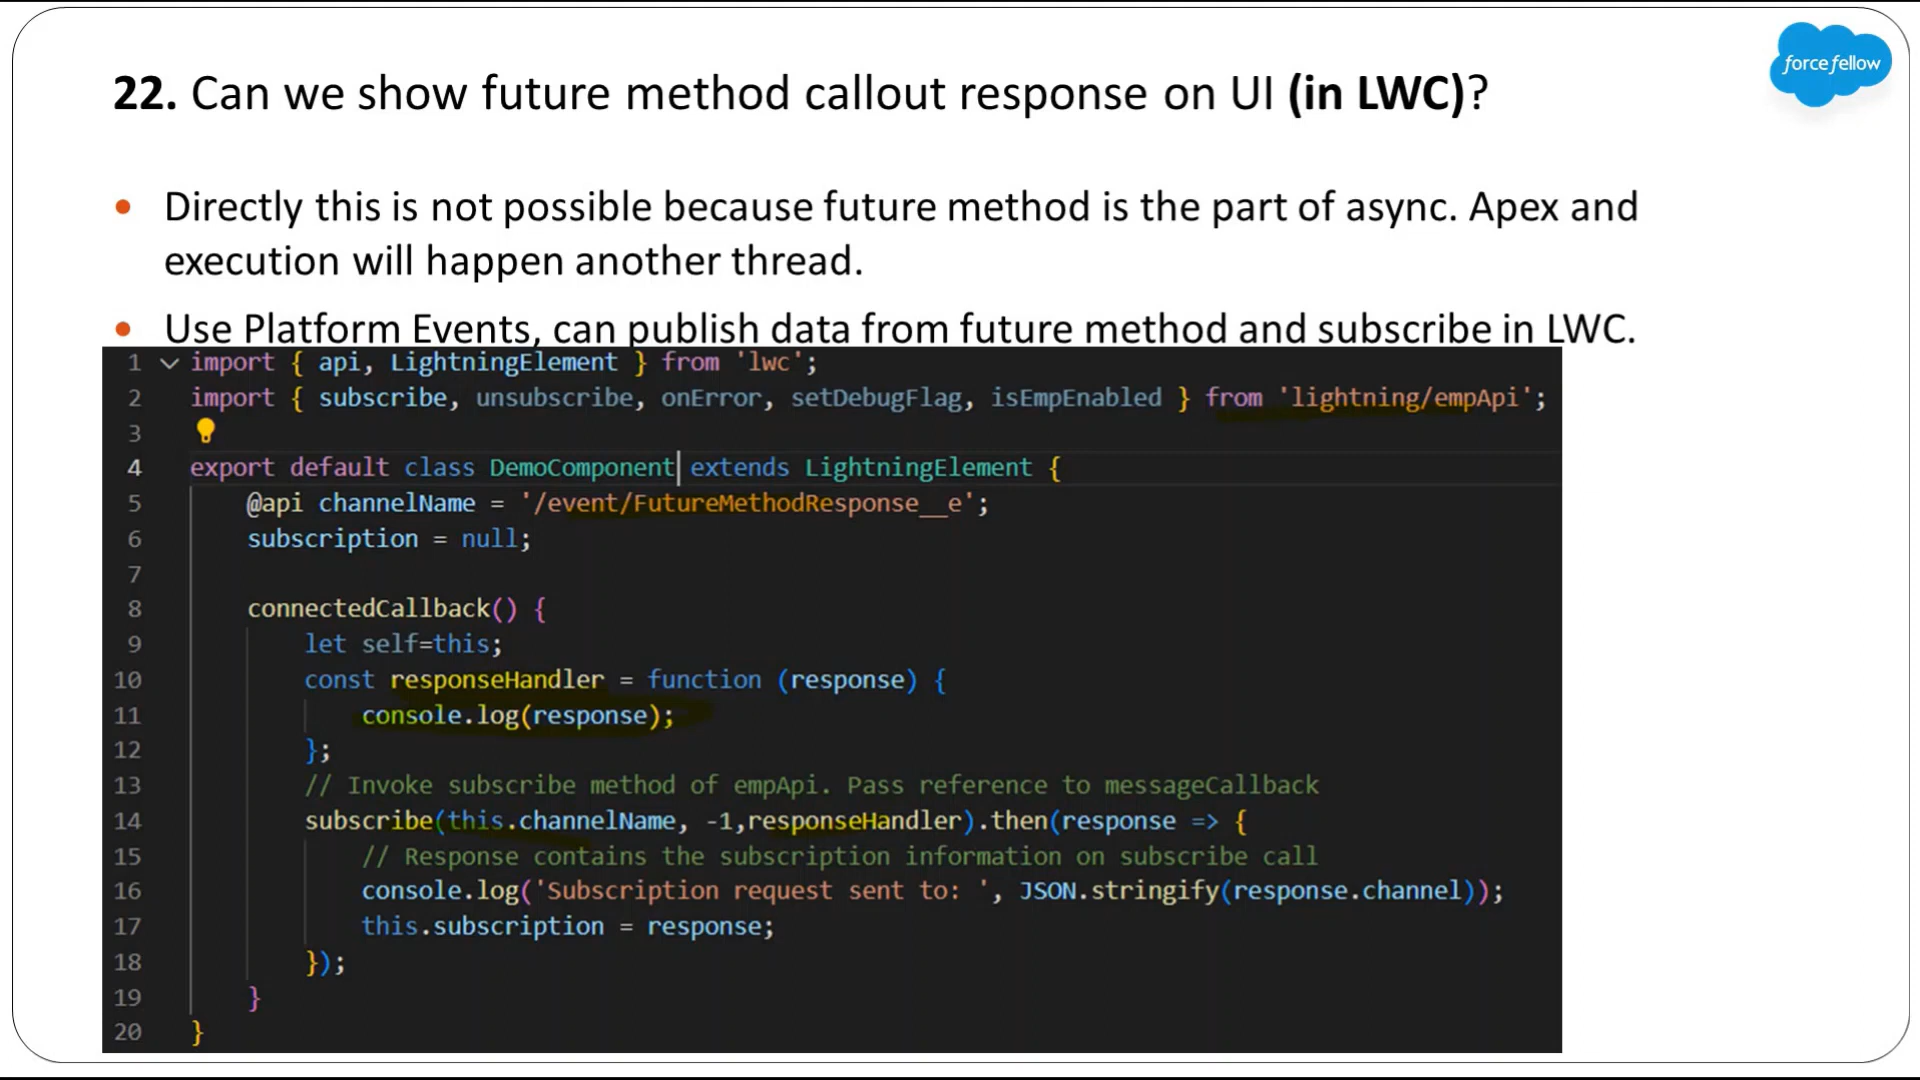 22. Can we show future method callout response on UI (in LWC)?
force fellow
• Directly this is not possible because future method is the part of async. Apex and
execution will happen another thread.
• Use Platform Events, can publish data from future method and subscribe in LWC.
1 import { api, LightningElement } from 'lwc';
2 import { subscribe, unsubscribe, onError, setDebugFlag, isEmpEnabled } from 'lightning/empApi';
3
4 export default class DemoComponent extends LightningElement {
5 @api channelName = '/event/FutureMethodResponse__e';
6 subscription = null;
7
8 connectedCallback() {
9 let self=this;
10 const responseHandler = function (response) {
11 console.log(response);
12 };
13 // Invoke subscribe method of empApi. Pass reference to messageCallback
14 subscribe(this.channelName, -1,responseHandler).then(response => {
15 // Response contains the subscription information on subscribe call
16 console.log('Subscription request sent to: ', JSON.stringify(response.channel));
17 this.subscription = response;
18 });
19 }
20 }